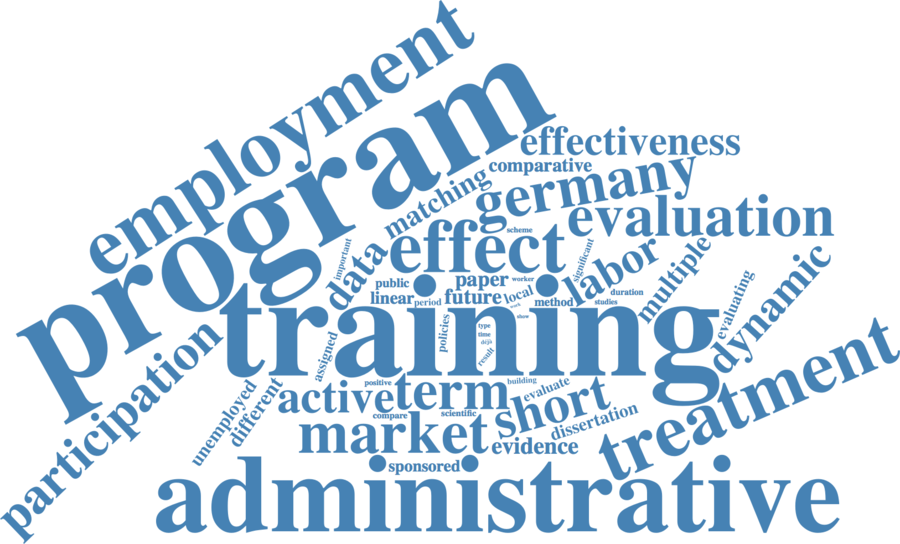 employment
program
effectiveness
comparative
matching
germany
evaluation
scheme
effect
important
data
significant
labor
multiple
dynamic
evaluating
public
paper
worker
linear
period
future
local
method
duration
studies
work
show
training
policies
type
time
result
assigned
participation
unemployed
different
positive
active
term
building
evaluate
short
compare
scientific
dissertation
treatment
market
evidence
sponsored
administrative